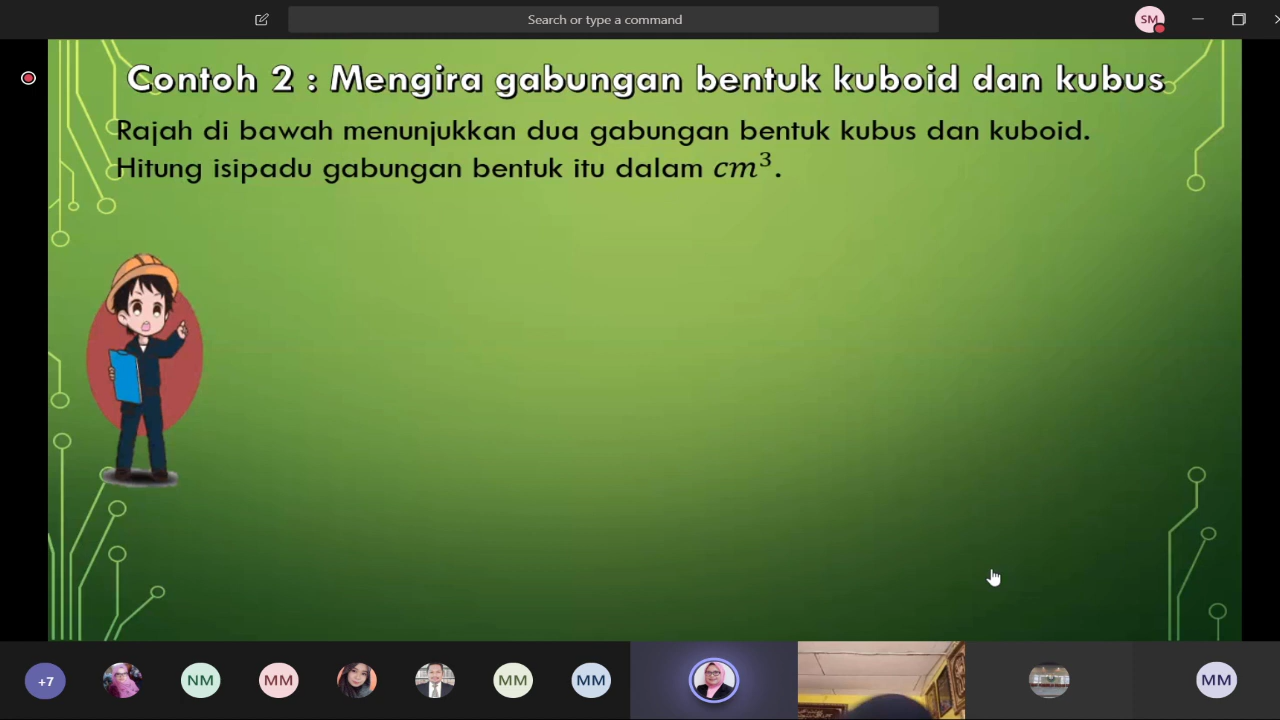 Search or type a command
SM
Contoh 2 : Mengira gabungan bentuk kuboid dan kubus
Rajah di bawah menunjukkan dua gabungan bentuk kubus dan kuboid.
Hitung isipadu gabungan bentuk itu dalam cm³.
+7
NM
MM
MM
MM
MM